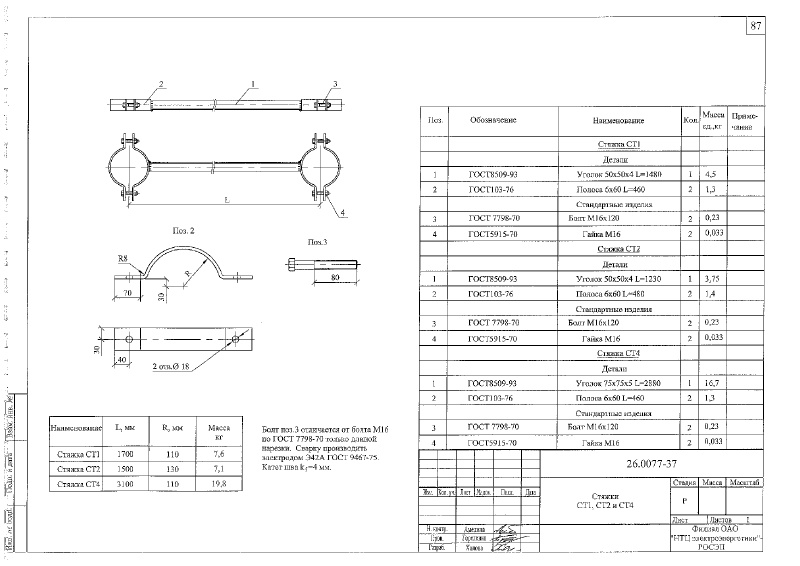 87
2
1
3
L
4
Поз. 2
Поз.3
R8
R
70
30
80
30
40
2 отв.Ø 18
Наименование L, мм R, мм Масса кг
Стяжка СТ1 1700 110 7,6
Стяжка СТ2 1500 130 7,1
Стяжка СТ4 3100 110 19,8
Болт поз.3 отличается от болта М16
по ГОСТ 7798-70 только длиной
нарезки. Сварку производить
электродом Э42А ГОСТ 9467-75.
Катет шва k₁=4 мм.
Поз. Обозначение Наименование Кол. Масса ед.,кг Приме-чание
Стяжка СТ1
Детали
1 ГОСТ8509-93 Уголок 50х50х4 L=1480 1 4,5
2 ГОСТ103-76 Полоса 6х60 L=460 2 1,3
Стандартные изделия
3 ГОСТ 7798-70 Болт М16х120 2 0,23
4 ГОСТ5915-70 Гайка М16 2 0,033
Стяжка СТ2
Детали
1 ГОСТ8509-93 Уголок 50х50х4 L=1230 1 3,75
2 ГОСТ103-76 Полоса 6х60 L=480 2 1,4
Стандартные изделия
3 ГОСТ 7798-70 Болт М16х120 2 0,23
4 ГОСТ5915-70 Гайка М16 2 0,033
Стяжка СТ4
Детали
1 ГОСТ8509-93 Уголок 75х75х5 L=2880 1 16,7
2 ГОСТ103-76 Полоса 6х60 L=460 2 1,3
Стандартные изделия
3 ГОСТ 7798-70 Болт М16х120 2 0,23
4 ГОСТ5915-70 Гайка М16 2 0,033
26.0077-37
Изм. Кол. уч. Лист №док. Подп. Дата
Стяжки
СТ1, СТ2 и СТ4
Стадия Масса Масштаб
Р
Лист Листов 1
Н. контр. Амелина
Пров.
Разраб.
Филиал ОАО
"НТЦ электроэнергетики"-
РОСЭП
Взам. инв. №
Подп. и дата
Инв. № подл.